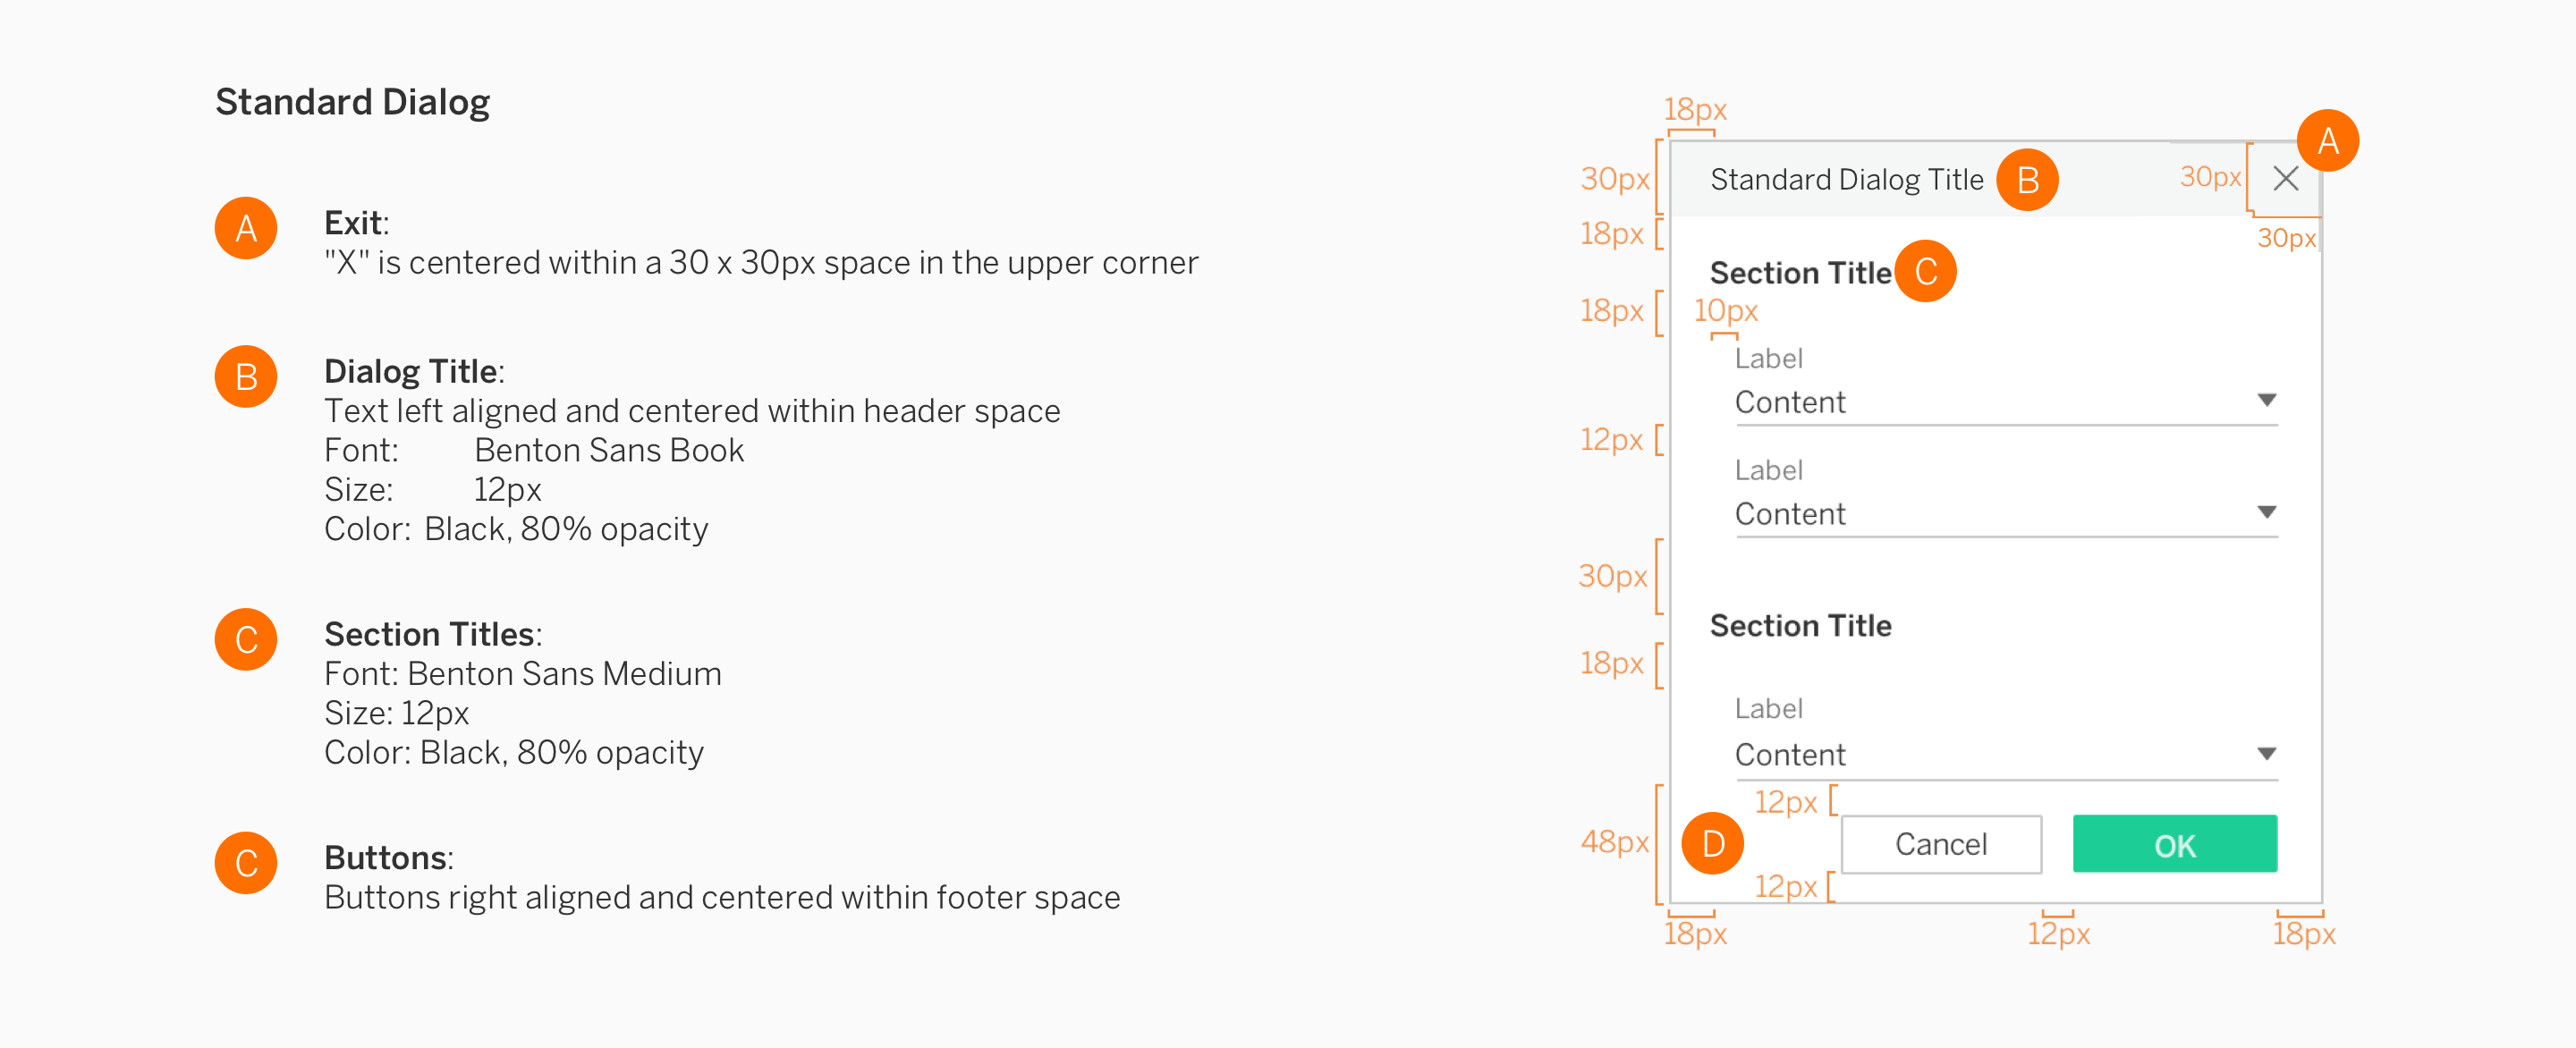 Standard Dialog
A
Exit:
"X" is centered within a 30 x 30px space in the upper corner
B
Dialog Title:
Text left aligned and centered within header space
Font: Benton Sans Book
Size: 12px
Color: Black, 80% opacity
C
Section Titles:
Font: Benton Sans Medium
Size: 12px
Color: Black, 80% opacity
C
Buttons:
Buttons right aligned and centered within footer space
18px
A
30px
Standard Dialog Title
B
30px
18px
30px
Section Title
C
18px
10px
Label
Content
12px
Label
Content
30px
Section Title
18px
Label
Content
12px
48px
D
Cancel
OK
12px
18px
12px
18px